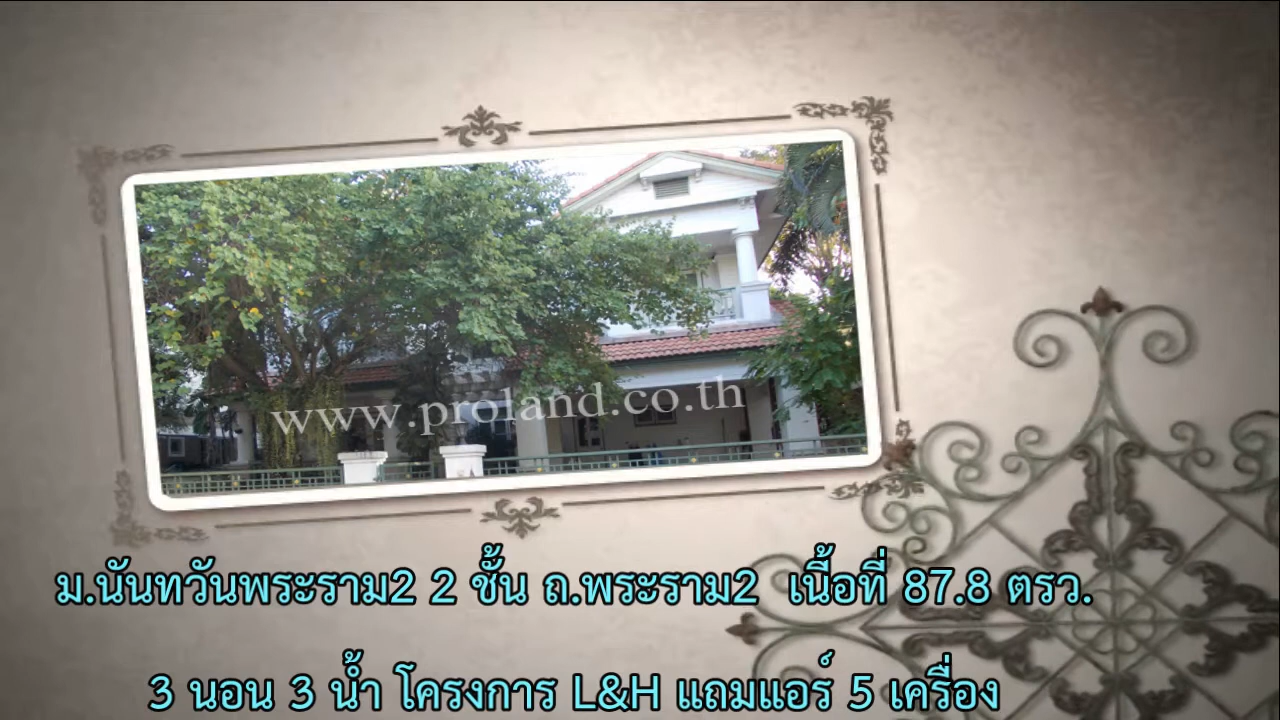 www.proland.co.th
ม.นันทวันพระราม2 2 ชั้น ถ.พระราม2 เนื้อที่ 87.8 ตรว.
3 นอน 3 น้ำ โครงการ L&H แถมแอร์ 5 เครื่อง